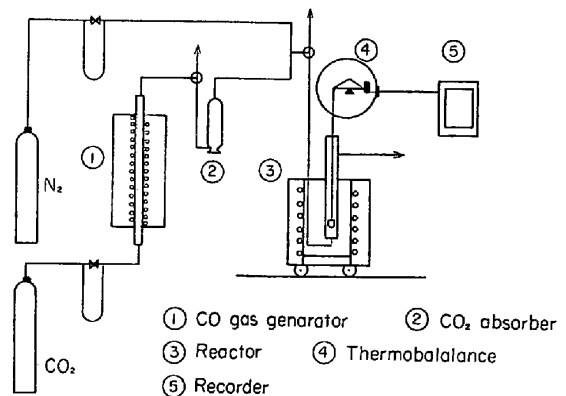 ④
⑤
①
②
③
N₂
CO₂
① CO gas genarator ② CO₂ absorber
③ Reactor ④ Thermobalalance
⑤ Recorder